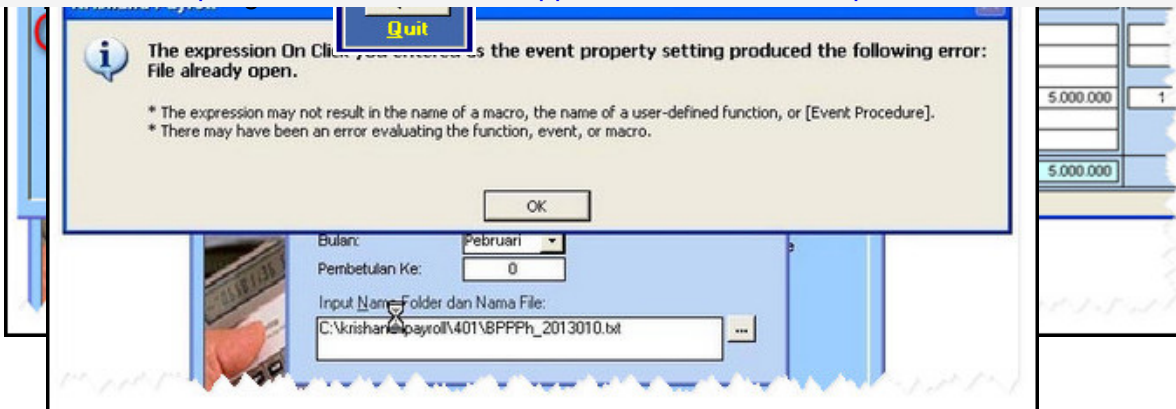 Quit
The expression On Click you entered as the event property setting produced the following error:
File already open.
* The expression may not result in the name of a macro, the name of a user-defined function, or [Event Procedure].
* There may have been an error evaluating the function, event, or macro.
OK
5.000.000 1
5.000.000
Bulan: Pebruari
Pembetulan Ke: 0
Input Nama Folder dan Nama File:
C:\krishand payroll\401\BPPPh_2013010.txt
...